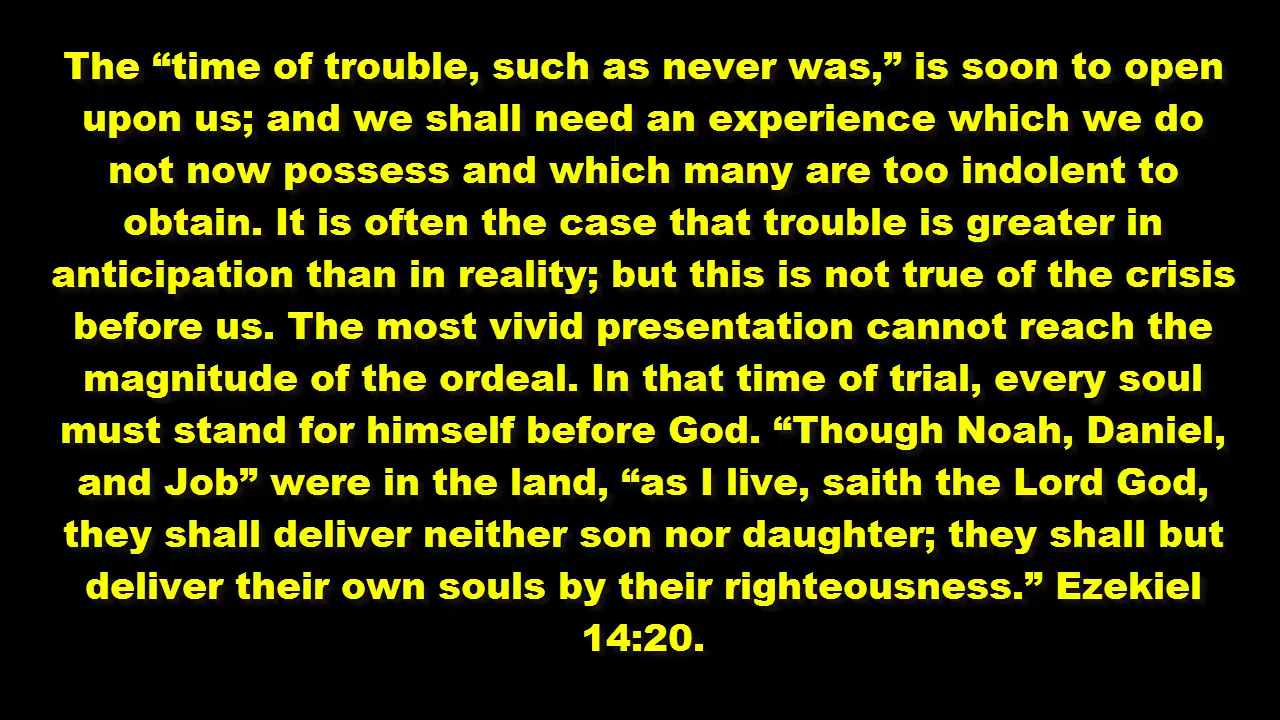 The “time of trouble, such as never was,” is soon to open
upon us; and we shall need an experience which we do
not now possess and which many are too indolent to
obtain. It is often the case that trouble is greater in
anticipation than in reality; but this is not true of the crisis
before us. The most vivid presentation cannot reach the
magnitude of the ordeal. In that time of trial, every soul
must stand for himself before God. “Though Noah, Daniel,
and Job” were in the land, “as I live, saith the Lord God,
they shall deliver neither son nor daughter; they shall but
deliver their own souls by their righteousness.” Ezekiel
14:20.